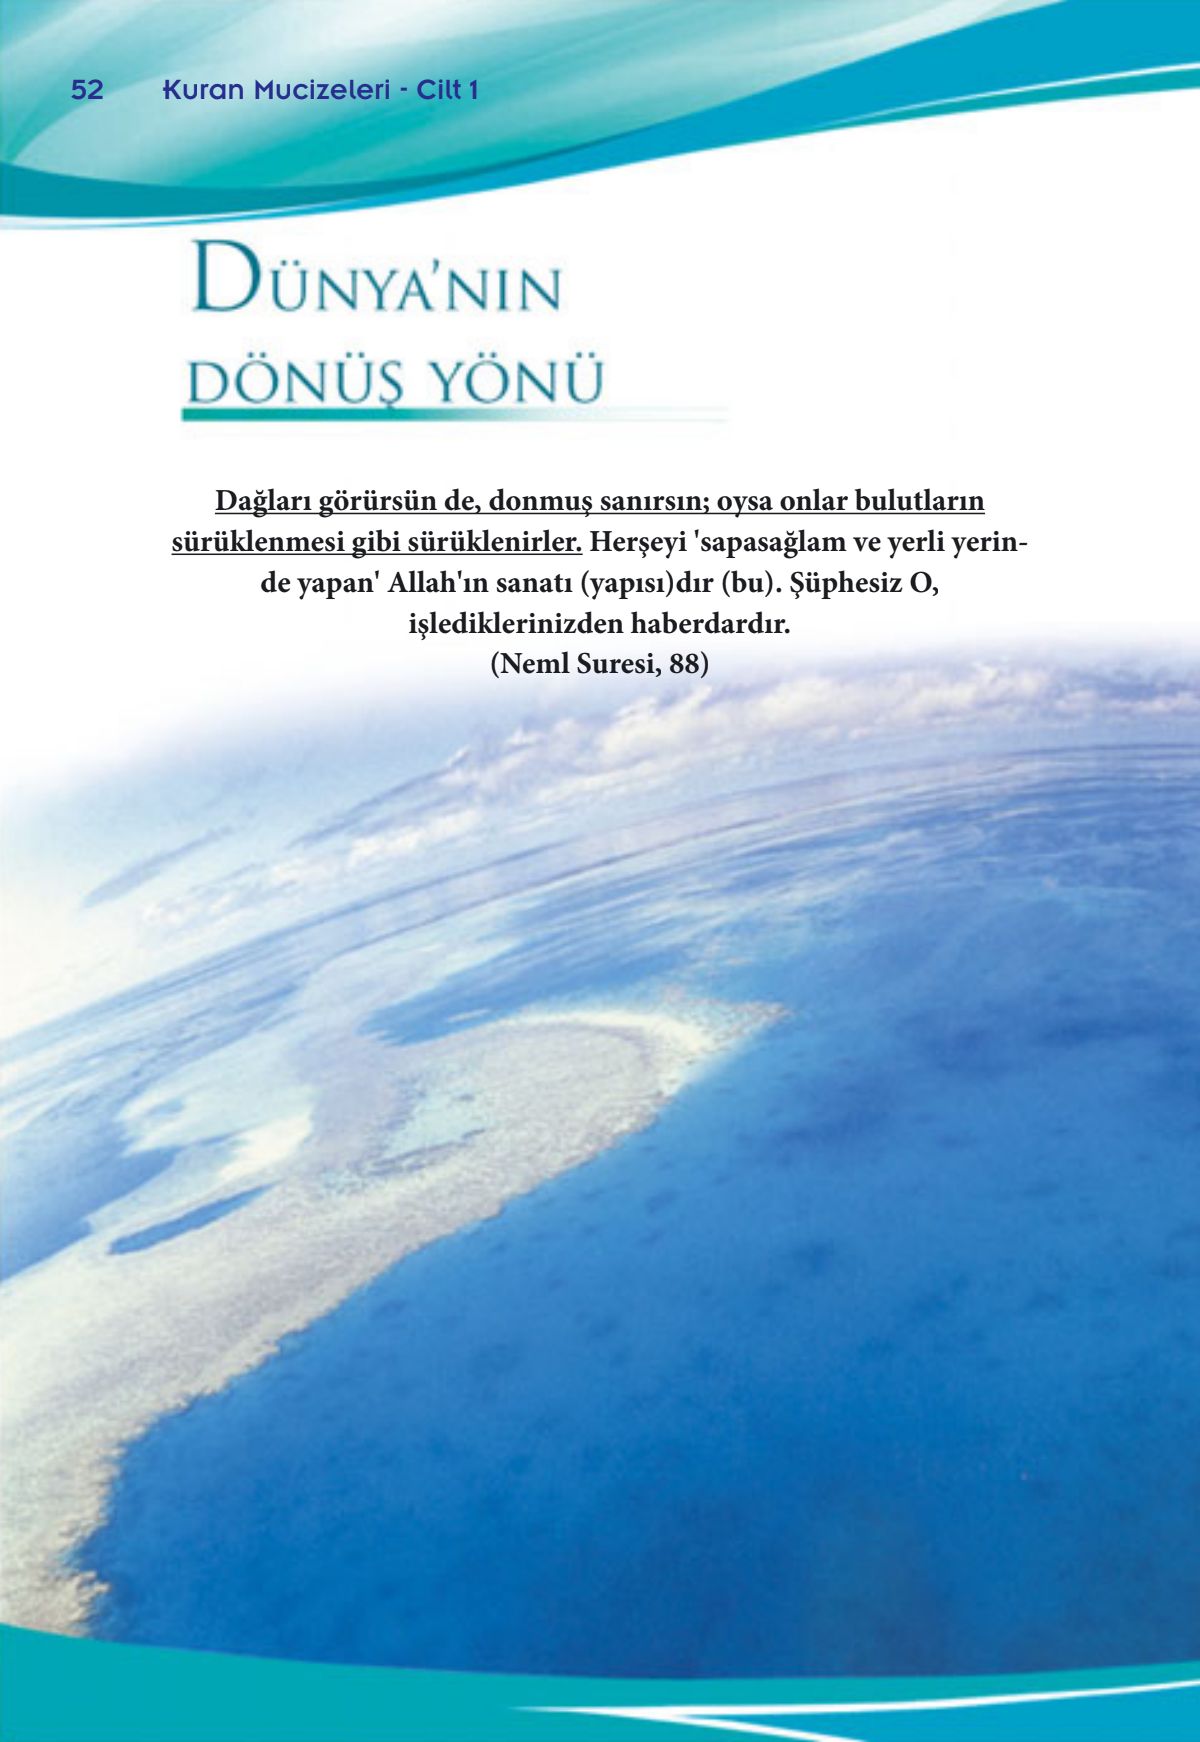 52 Kuran Mucizeleri - Cilt 1
DÜNYA'NIN
DÖNÜŞ YÖNÜ
Dağları görürsün de, donmuş sanırsın; oysa onlar bulutların
sürüklenmesi gibi sürüklenirler. Herşeyi 'sapasağlam ve yerli yerin-
de yapan' Allah'ın sanatı (yapısı)dır (bu). Şüphesiz O,
işlediklerinizden haberdardır.
(Neml Suresi, 88)